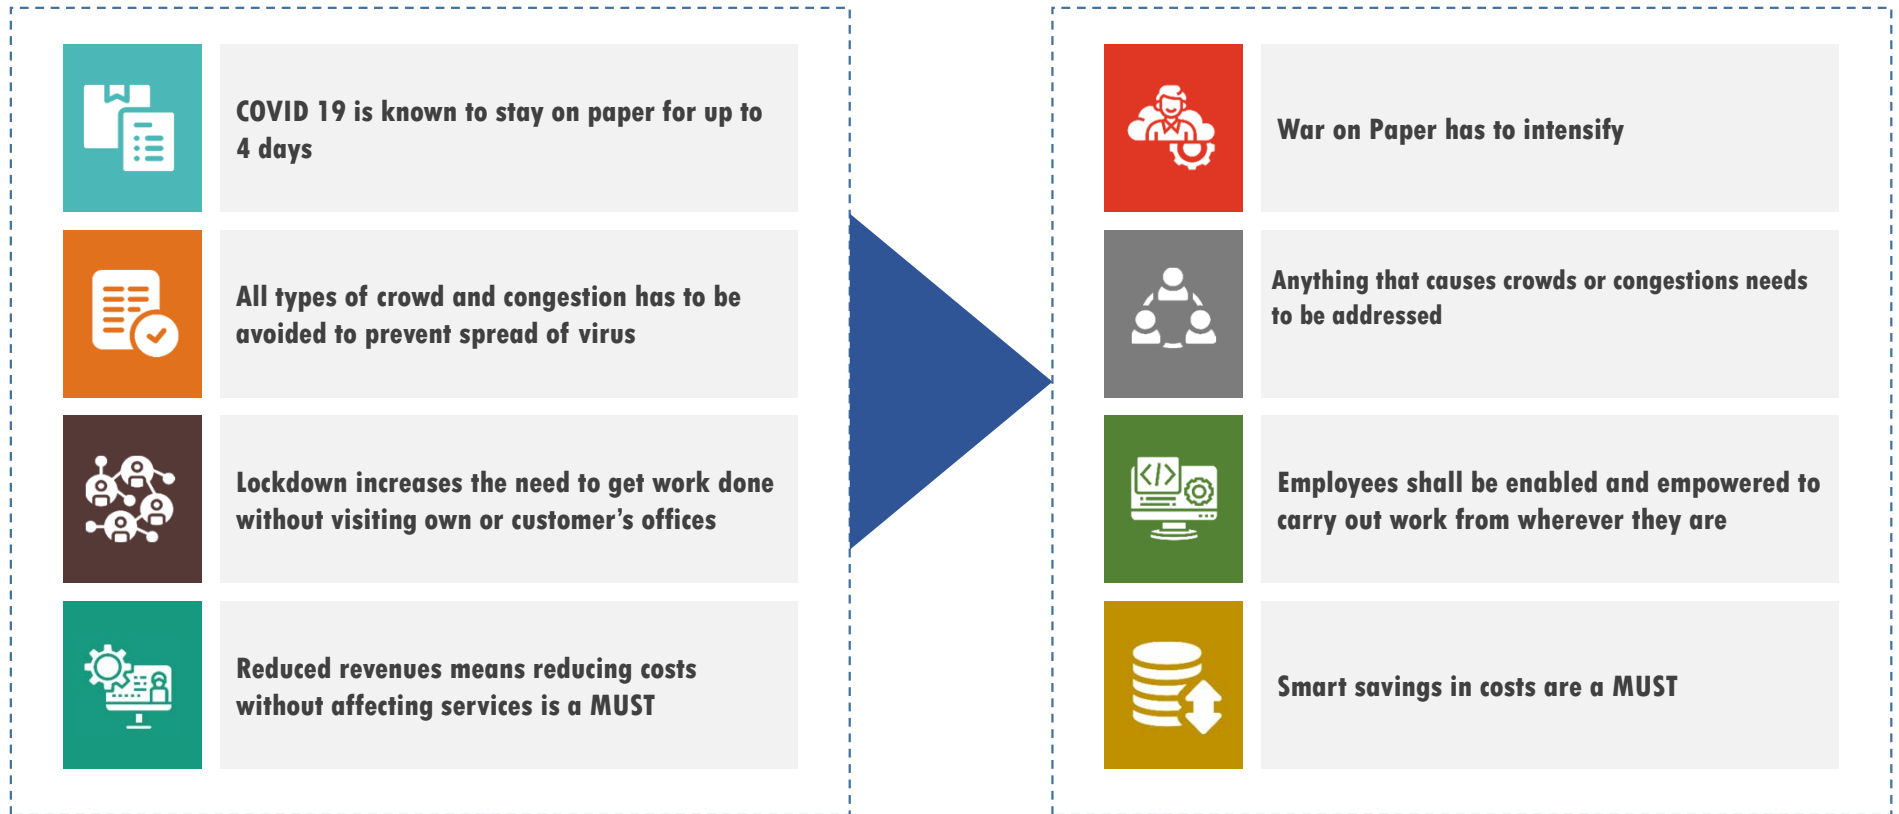 COVID 19 is known to stay on paper for up to
4 days
All types of crowd and congestion has to be
avoided to prevent spread of virus
Lockdown increases the need to get work done
without visiting own or customer’s offices
Reduced revenues means reducing costs
without affecting services is a MUST
War on Paper has to intensify
Anything that causes crowds or congestions needs
to be addressed
Employees shall be enabled and empowered to
carry out work from wherever they are
Smart savings in costs are a MUST